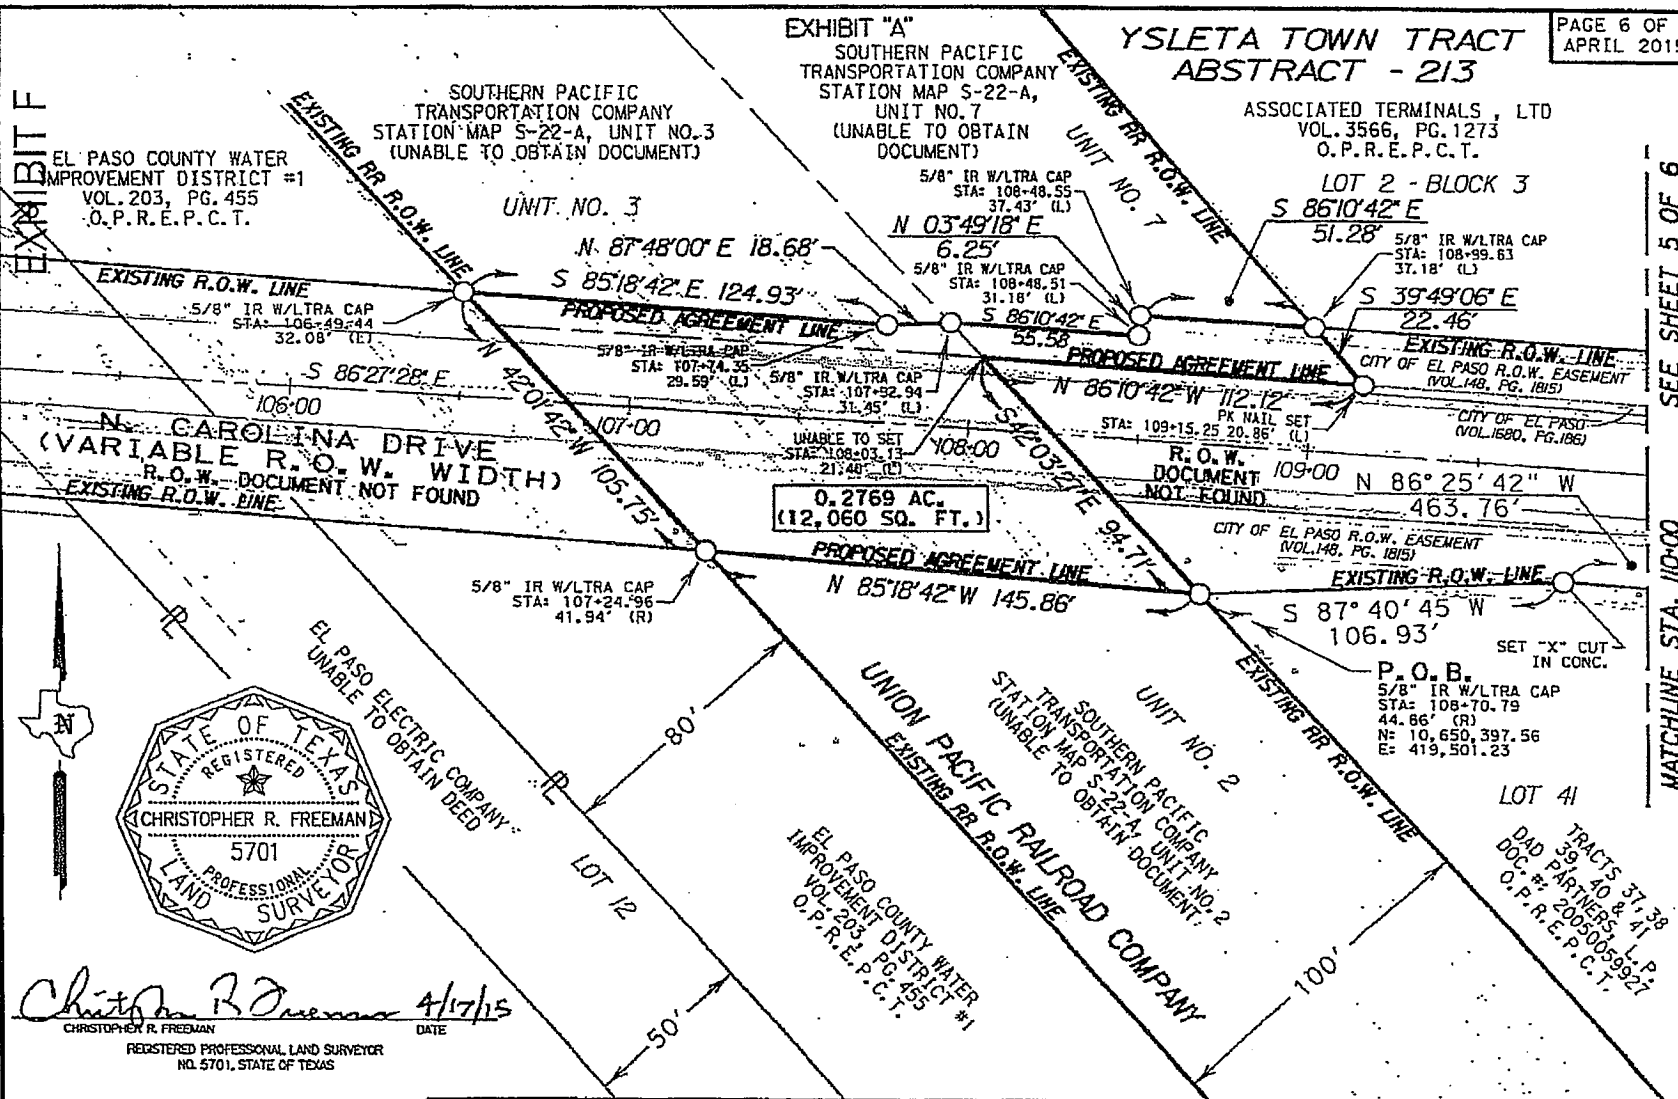 EXHIBIT F
EXHIBIT "A"
SOUTHERN PACIFIC
TRANSPORTATION COMPANY
STATION MAP S-22-A,
UNIT NO. 7
(UNABLE TO OBTAIN
DOCUMENT)
YSLETA TOWN TRACT
ABSTRACT - 213
PAGE 6 OF
APRIL 2015
ASSOCIATED TERMINALS, LTD
VOL. 3566, PG. 1273
O.P.R.E.P.C.T.
LOT 2 - BLOCK 3
EXISTING RR R.O.W. LINE
UNIT NO. 7
SOUTHERN PACIFIC
TRANSPORTATION COMPANY
STATION MAP S-22-A, UNIT NO. 3
(UNABLE TO OBTAIN DOCUMENT)
UNIT. NO. 3
EXISTING RR R.O.W. LINE
EL PASO COUNTY WATER
IMPROVEMENT DISTRICT #1
VOL. 203, PG. 455
O.P.R.E.P.C.T.
5/8" IR W/LTRA CAP
STA: 108+48.55
37.43' (L)
N 03°49'18" E
6.25'
5/8" IR W/LTRA CAP
STA: 108+48.51
31.18' (L)
S 86°10'42" E
51.28'
5/8" IR W/LTRA CAP
STA: 108+99.63
37.18' (L)
S 39°49'06" E
22.46'
N 87°48'00" E 18.68'
S 85°18'42" E 124.93'
PROPOSED AGREEMENT LINE
S 86°10'42" E
55.58
EXISTING R.O.W. LINE
5/8" IR W/LTRA CAP
STA: 106+49.44
32.08' (L)
5/8" IR W/LTRA CAP
STA: 107+74.35
29.59' (L)
5/8" IR W/LTRA CAP
STA: 107+92.94
31.45' (L)
PROPOSED AGREEMENT LINE
N 86°10'42" W 112.12'
EXISTING R.O.W. LINE
CITY OF EL PASO R.O.W. EASEMENT
(VOL. 148, PG. 1815)
CITY OF EL PASO
(VOL. 1680, PG. 186)
PK NAIL SET
STA: 109+15.25 20.86' (L)
S 86°27'28" E
106+00
107+00
108+00
109+00
N 42°01'42" W 105.75'
UNABLE TO SET
STA: 108+03.13
21.40' (L)
S 42°03'27" E 94.71'
R.O.W.
DOCUMENT
NOT FOUND
N 86°25'42" W
463.76'
N. CAROLINA DRIVE
(VARIABLE R.O.W. WIDTH)
R.O.W. DOCUMENT NOT FOUND
EXISTING R.O.W. LINE
0.2769 AC.
(12,060 SQ. FT.)
CITY OF EL PASO R.O.W. EASEMENT
(VOL. 148, PG. 1815)
PROPOSED AGREEMENT LINE
N 85°18'42" W 145.86'
EXISTING R.O.W. LINE
S 87°40'45 W
106.93'
SET "X" CUT
IN CONC.
5/8" IR W/LTRA CAP
STA: 107+24.96
41.94' (R)
P.O.B.
5/8" IR W/LTRA CAP
STA: 108+70.79
44.86' (R)
N: 10,650,397.56
E: 419,501.23
MATCHLINE STA. 110+00 SEE SHEET 5 OF 6
PL
PL
EL PASO ELECTRIC COMPANY
UNABLE TO OBTAIN DEED
LOT 12
80'
50'
100'
UNION PACIFIC RAILROAD COMPANY
EXISTING RR R.O.W. LINE
EL PASO COUNTY WATER
IMPROVEMENT DISTRICT #1
VOL. 203, PG. 455
O.P.R.E.P.C.T.
UNIT NO. 2
SOUTHERN PACIFIC
TRANSPORTATION COMPANY
STATION MAP S-22-A, UNIT NO. 2
(UNABLE TO OBTAIN DOCUMENT)
EXISTING RR R.O.W. LINE
LOT 41
TRACTS 37, 38
39, 40 & 41
DAD PARTNERS, L.P.
DOC. #: 20050059927
O.P.R.E.P.C.T.
N
STATE OF TEXAS
REGISTERED
CHRISTOPHER R. FREEMAN
5701
PROFESSIONAL
LAND SURVEYOR
4/17/15
CHRISTOPHER R. FREEMAN
DATE
REGISTERED PROFESSIONAL LAND SURVEYOR
NO. 5701, STATE OF TEXAS